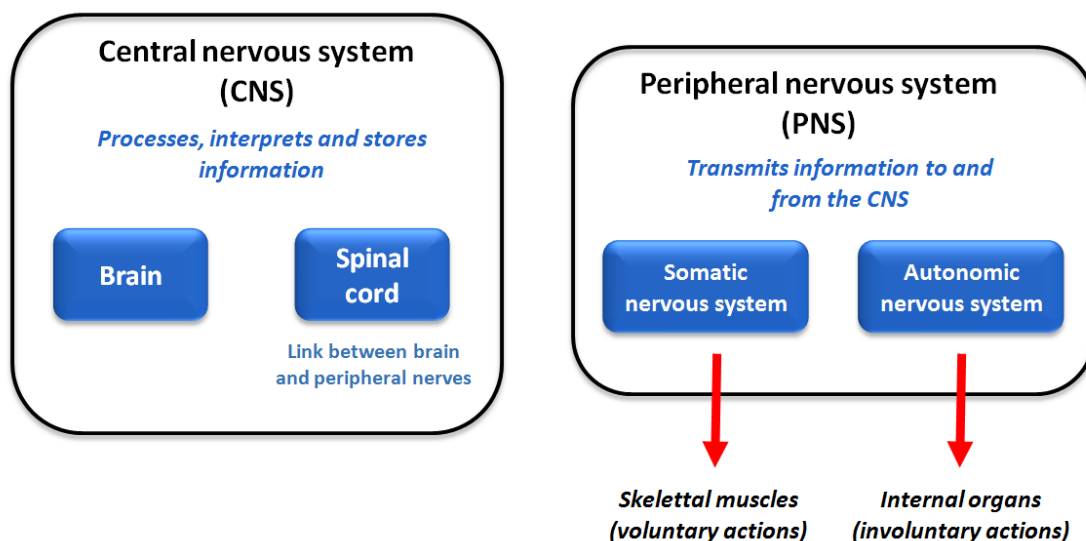 Central nervous system
(CNS)
Processes, interprets and stores
information
Brain
Spinal
cord
Link between brain
and peripheral nerves
Peripheral nervous system
(PNS)
Transmits information to and
from the CNS
Somatic
nervous system
Autonomic
nervous system
Skelettal muscles
(voluntary actions)
Internal organs
(involuntary actions)